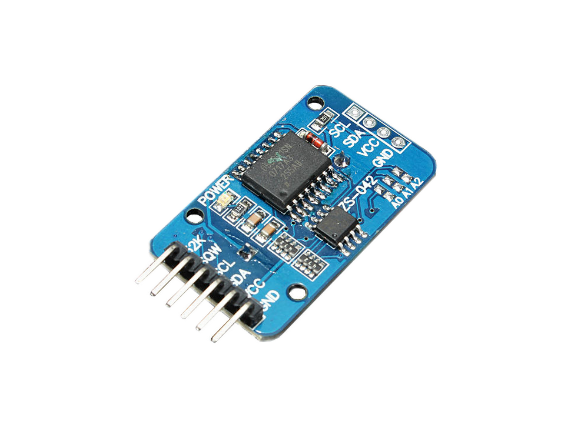 SCL
SDA
VCC
GND
ZS-042
A0 A1 A2
POWER
32K
SQW
SCL
SDA
VCC
GND